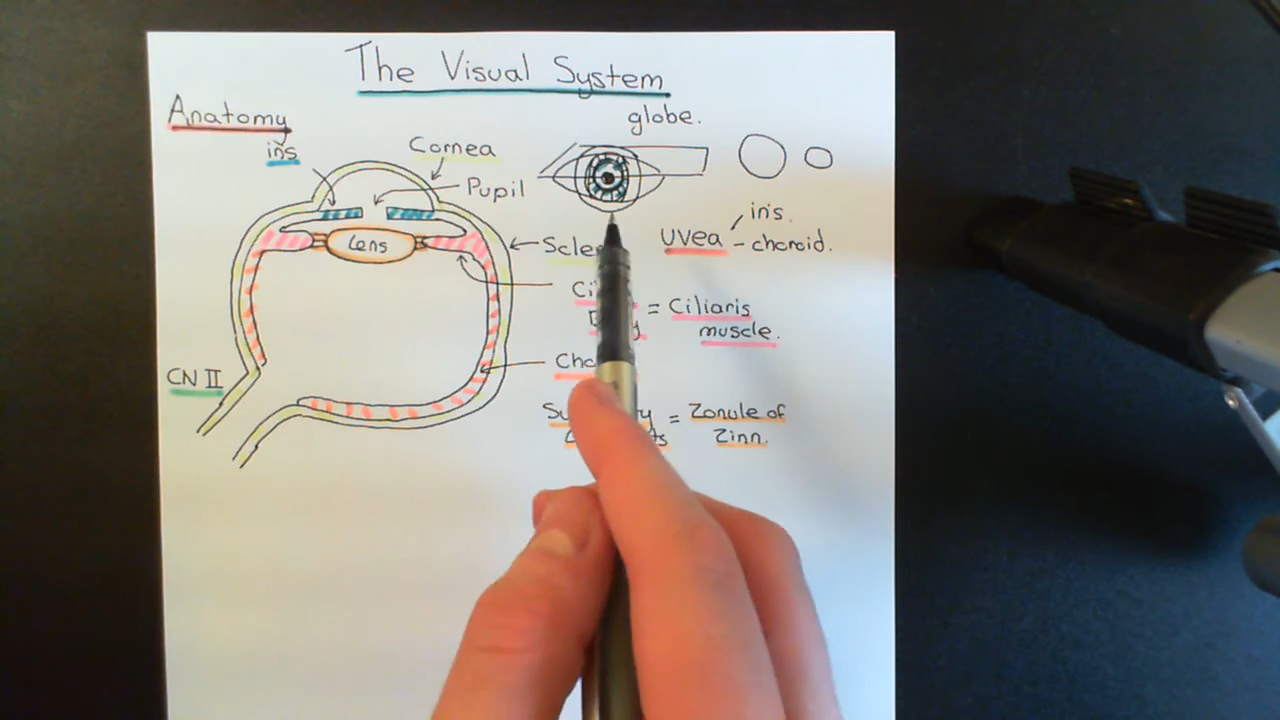 The Visual System
Anatomy
globe.
iris
Cornea
Pupil
iris.
Lens
uvea - choroid.
= Ciliaris
muscle.
CN II
= Zonule of
Zinn.